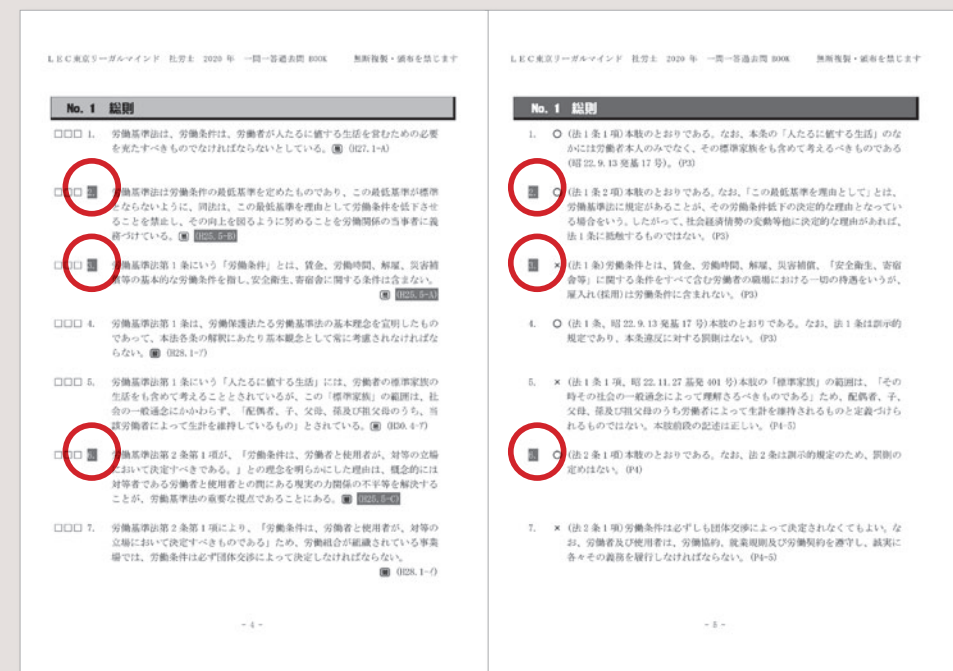 LEC東京リーガルマインド 社労士 2020年 一問一答過去問BOOK 無断複製・頒布を禁じます
No. 1 総則
□□□ 1. 労働基準法は、労働条件は、労働者が人たるに値する生活を営むための必要
を充たすべきものでなければならないとしている。(H27.1-A)
□□□ 2. 労働基準法は労働条件の最低基準を定めたものであり、この最低基準が標準
とならないように、同法は、この最低基準を理由として労働条件を低下させ
ることを禁止し、その向上を図るように努めることを労働関係の当事者に義
務づけている。(H25.5-B)
□□□ 3. 労働基準法第1条にいう「労働条件」とは、賃金、労働時間、解雇、災害補
償等の基本的な労働条件を指し、安全衛生、寄宿舎に関する条件は含まない。
(H25.5-A)
□□□ 4. 労働基準法第1条は、労働保護法たる労働基準法の基本理念を宣明したもの
であって、本法各条の解釈にあたり基本観念として常に考慮されなければな
らない。(H28.1-ア)
□□□ 5. 労働基準法第1条にいう「人たるに値する生活」には、労働者の標準家族の
生活をも含めて考えることとされているが、この「標準家族」の範囲は、社
会の一般通念にかかわらず、「配偶者、子、父母、孫及び祖父母のうち、当
該労働者によって生計を維持しているもの」とされている。(H30.4-ア)
□□□ 6. 労働基準法第2条第1項が、「労働条件は、労働者と使用者が、対等の立場
において決定すべきである。」との理念を明らかにした理由は、概念的には
対等者である労働者と使用者との間にある現実の力関係の不平等を解決する
ことが、労働基準法の重要な視点であることにある。(H25.5-C)
□□□ 7. 労働基準法第2条第1項により、「労働条件は、労働者と使用者が、対等の
立場において決定すべきものである」ため、労働組合が組織されている事業
場では、労働条件は必ず団体交渉によって決定しなければならない。
(H28.1-イ)
- 4 -
LEC東京リーガルマインド 社労士 2020年 一問一答過去問BOOK 無断複製・頒布を禁じます
No. 1 総則
1. ○ (法1条1項)本肢のとおりである。なお、本条の「人たるに値する生活」のな
かには労働者本人のみでなく、その標準家族をも含めて考えるべきものである
(昭22.9.13発基17号)。(P3)
2. ○ (法1条2項)本肢のとおりである。なお、「この最低基準を理由として」とは、
労働基準法に規定があることが、その労働条件低下の決定的な理由となってい
る場合をいう。したがって、社会経済情勢の変動等他に決定的な理由があれば、
法1条に抵触するものではない。(P3)
3. × (法1条)労働条件とは、賃金、労働時間、解雇、災害補償、「安全衛生、寄宿
舎等」に関する条件をすべて含む労働者の職場における一切の待遇をいうが、
雇入れ(採用)は労働条件に含まれない。(P3)
4. ○ (法1条、昭22.9.13発基17号)本肢のとおりである。なお、法1条は訓示的
規定であり、本条違反に対する罰則はない。(P3)
5. × (法1条1項、昭22.11.27基発401号)本肢の「標準家族」の範囲は、「その
時その社会の一般通念によって理解さるべきものである」ため、配偶者、子、
父母、孫及び祖父母のうち労働者によって生計を維持されるものと定義づけら
れるものではない。本肢前段の記述は正しい。(P4-5)
6. ○ (法2条1項)本肢のとおりである。なお、法2条は訓示的規定のため、罰則の
定めはない。(P4)
7. × (法2条1項)労働条件は必ずしも団体交渉によって決定されなくてもよい。な
お、労働者及び使用者は、労働協約、就業規則及び労働契約を遵守し、誠実に
各々その義務を履行しなければならない。(P4-5)
- 5 -